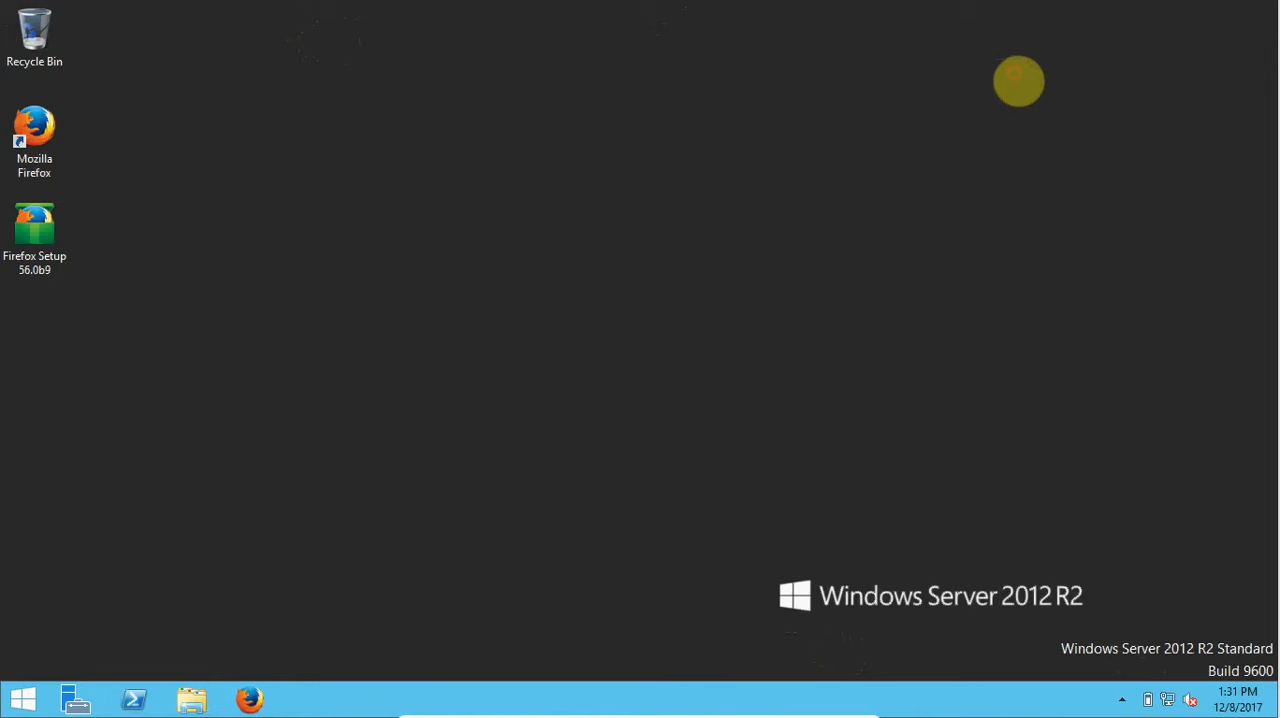 Recycle Bin
Mozilla
Firefox
Firefox Setup
56.0b9
Windows Server 2012 R2
Windows Server 2012 R2 Standard
Build 9600
1:31 PM
12/8/2017